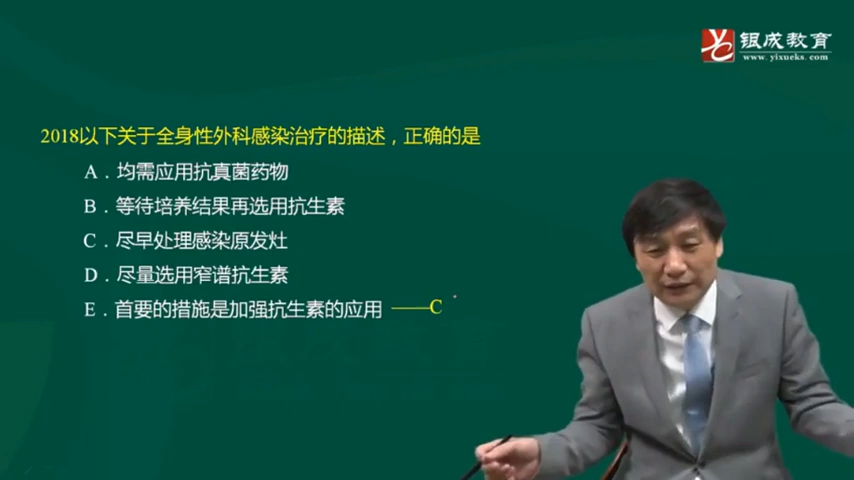 银成教育
www.yixueks.com
2018以下关于全身性外科感染治疗的描述，正确的是
A．均需应用抗真菌药物
B．等待培养结果再选用抗生素
C．尽早处理感染原发灶
D．尽量选用窄谱抗生素
E．首要的措施是加强抗生素的应用 ——C
银成教育